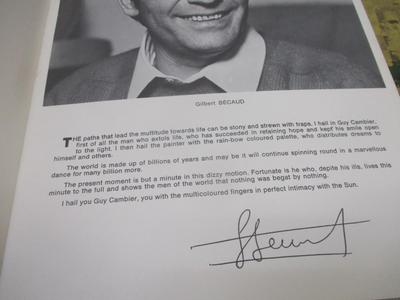 Gilbert BÉCAUD
THE paths that lead the multitude towards life can be stony and strewn with traps. I hail in Guy Cambier,
first of all the man who extols life, who has succeeded in retaining hope and kept his smile open
to the light. I then hail the painter with the rain-bow coloured palette, who distributes dreams to
himself and others.
The world is made up of billions of years and may be it will continue spinning round in a marvellous
dance for many billion more.
The present moment is but a minute in this dizzy motion. Fortunate is he who, despite his ills, lives this
minute to the full and shows the men of the world that nothing was begat by nothing.
I hail you Guy Cambier, you with the multicoloured fingers in perfect intimacy with the Sun.